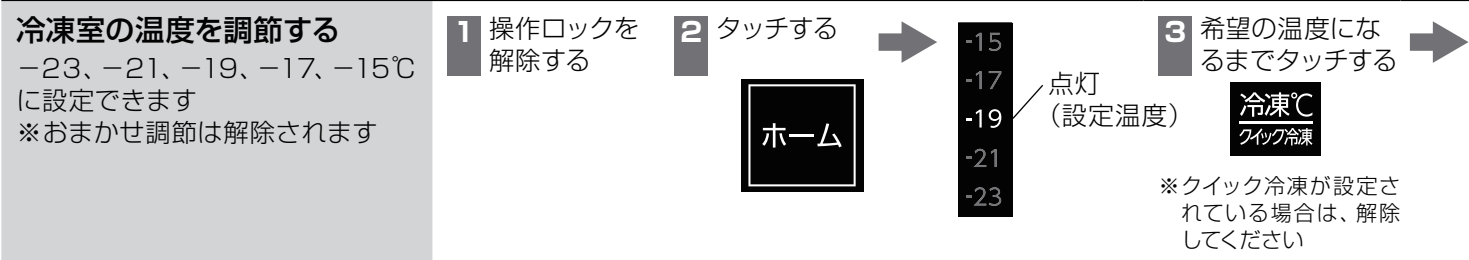 冷凍室の温度を調節する
－23、－21、－19、－17、－15℃
に設定できます
※おまかせ調節は解除されます
1 操作ロックを
解除する
2 タッチする
ホーム
-15
-17
-19
-21
-23
点灯
（設定温度）
3 希望の温度にな
るまでタッチする
冷凍℃
クイック冷凍
※クイック冷凍が設定さ
れている場合は、解除
してください